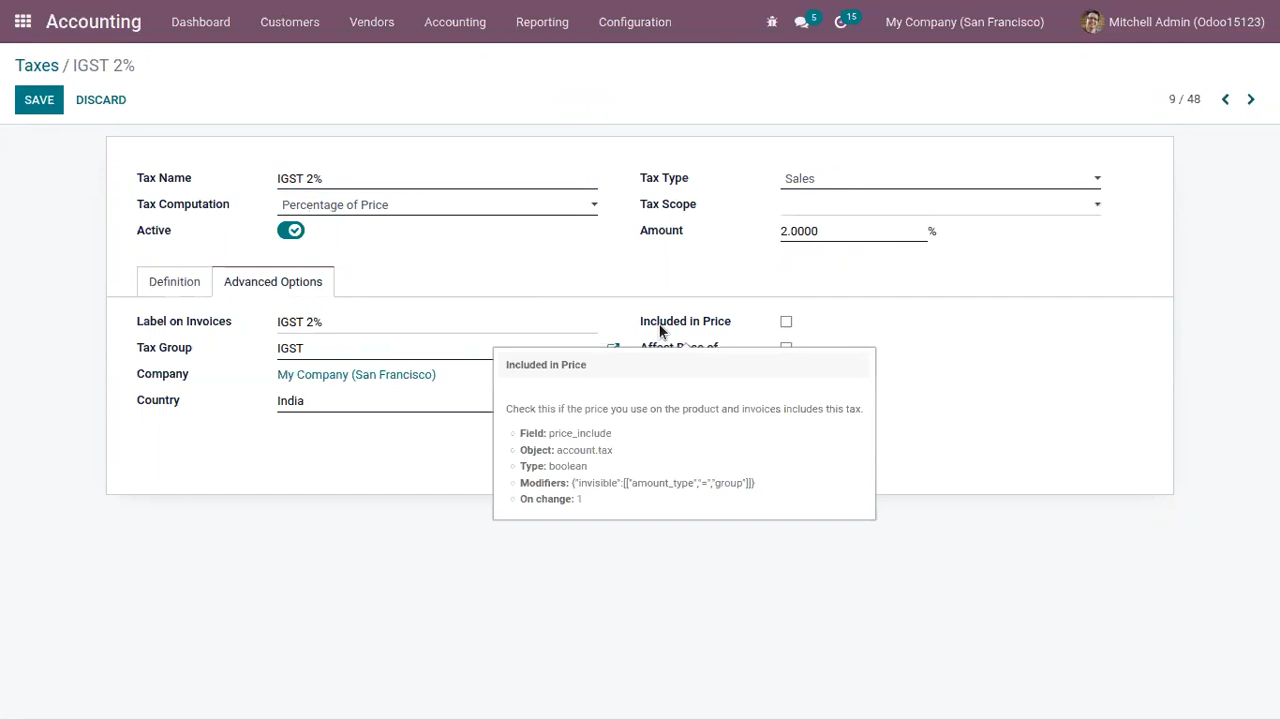 Accounting Dashboard Customers Vendors Accounting Reporting Configuration 5 15 My Company (San Francisco) Mitchell Admin (Odoo15123)
Taxes / IGST 2%
SAVE DISCARD 9 / 48
Tax Name IGST 2% Tax Type Sales
Tax Computation Percentage of Price Tax Scope
Active Amount 2.0000 %
Definition Advanced Options
Label on Invoices IGST 2% Included in Price
Tax Group IGST Affect of
Company My Company (San Francisco)
Country India
Included in Price
Check this if the price you use on the product and invoices includes this tax.
Field: price_include
Object: account.tax
Type: boolean
Modifiers: {"invisible":[["amount_type","=","group"]]}
On change: 1